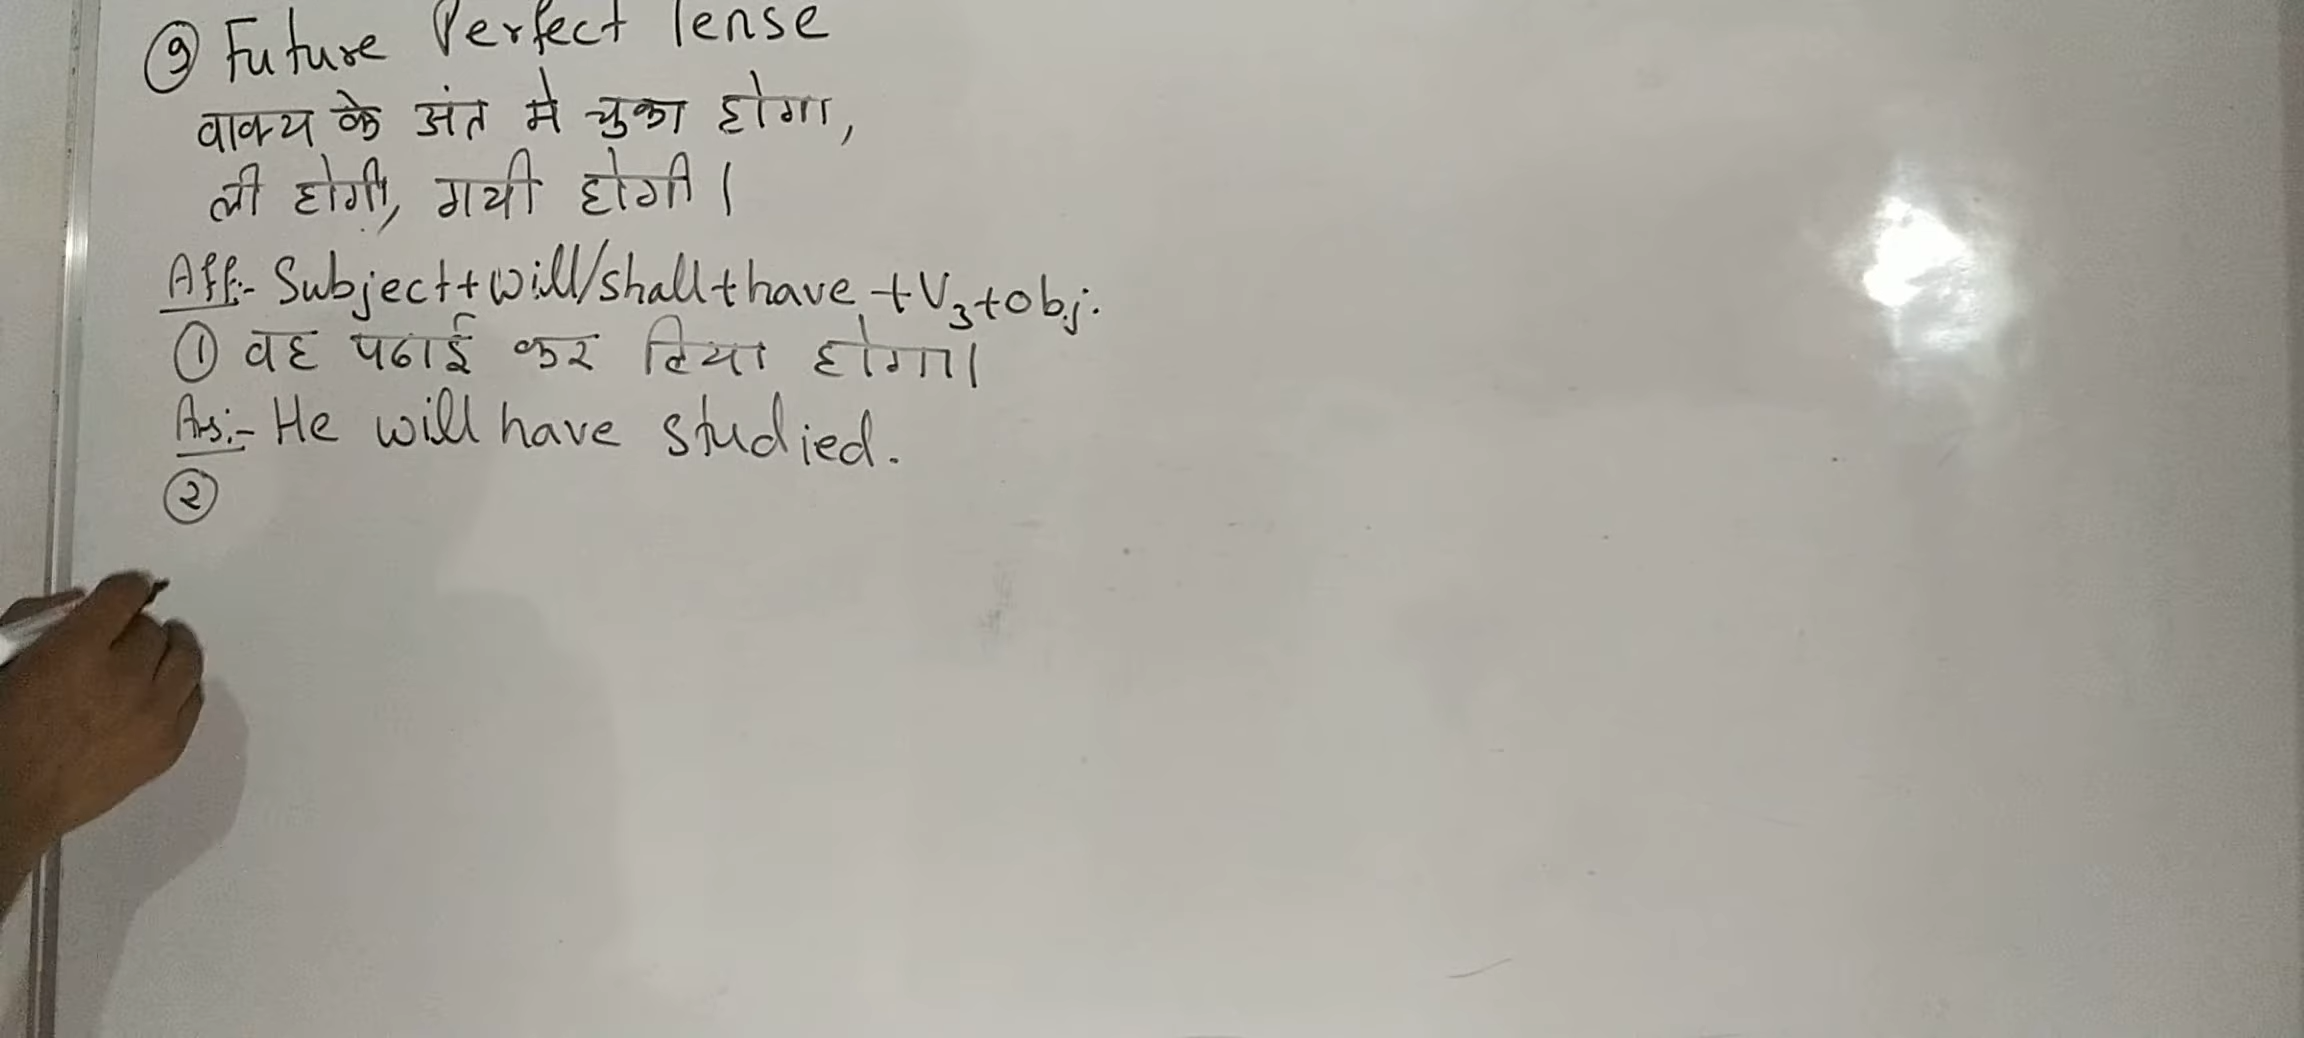 ⑨ Future Perfect Tense
वाक्य के अंत मे चुका होगा,
ली होगी, गयी होगी।
Aff:- Subject+will/shall+have+V₃+obj.
① वह पढाई कर लिया होगा।
Ans:- He will have studied.
②